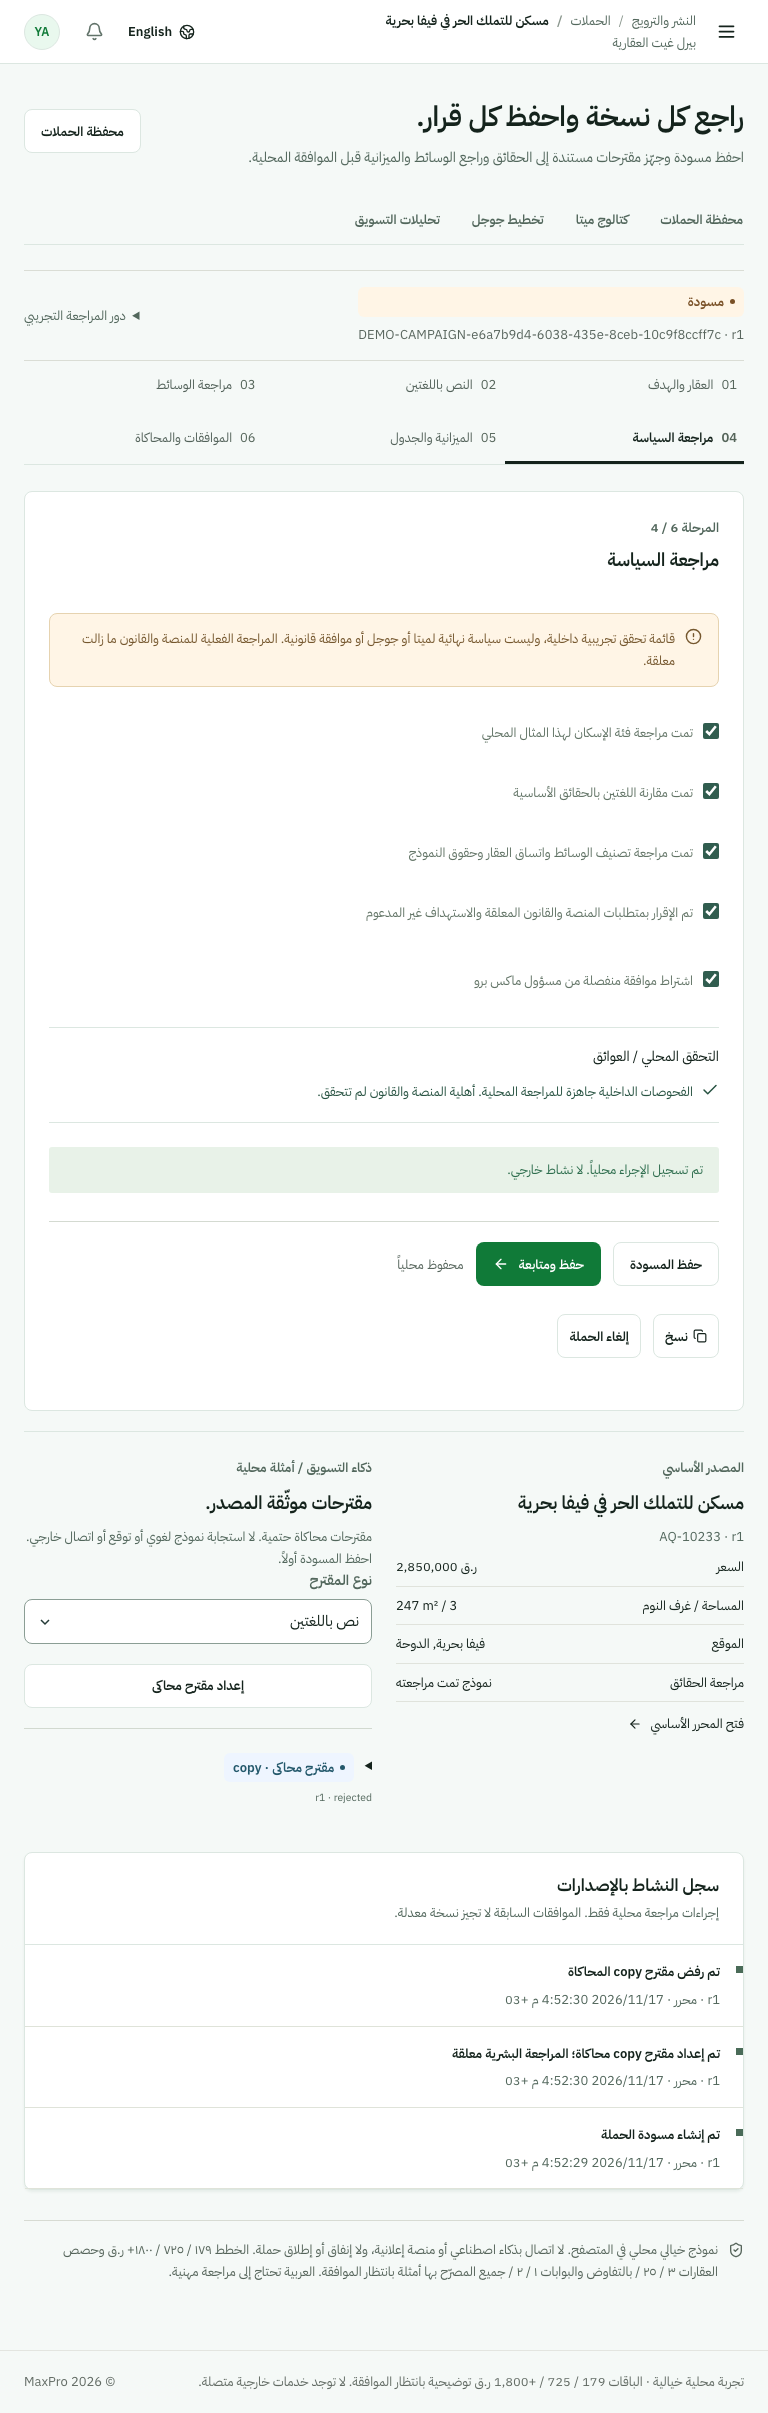 النشر والترويج / الحملات / مسكن للتملك الحر في فيفا بحرية
بيرل غيت العقارية
English
YA
راجع كل نسخة واحفظ كل قرار.
احفظ مسودة وجهّز مقترحات مستندة إلى الحقائق وراجع الوسائط والميزانية قبل الموافقة المحلية.
محفظة الحملات
محفظة الحملات
كتالوج ميتا
تخطيط جوجل
تحليلات التسويق
مسودة
DEMO-CAMPAIGN-e6a7b9d4-6038-435e-8ceb-10c9f8ccff7c · r1
دور المراجعة التجريبي
01 العقار والهدف
02 النص باللغتين
03 مراجعة الوسائط
04 مراجعة السياسة
05 الميزانية والجدول
06 الموافقات والمحاكاة
المرحلة 6 / 4
مراجعة السياسة
قائمة تحقق تجريبية داخلية، وليست سياسة نهائية لميتا أو جوجل أو موافقة قانونية. المراجعة الفعلية للمنصة والقانون ما زالت
معلقة.
تمت مراجعة فئة الإسكان لهذا المثال المحلي
تمت مقارنة اللغتين بالحقائق الأساسية
تمت مراجعة تصنيف الوسائط واتساق العقار وحقوق النموذج
تم الإقرار بمتطلبات المنصة والقانون المعلقة والاستهداف غير المدعوم
اشتراط موافقة منفصلة من مسؤول ماكس برو
التحقق المحلي / العوائق
الفحوصات الداخلية جاهزة للمراجعة المحلية. أهلية المنصة والقانون لم تتحقق.
تم تسجيل الإجراء محلياً. لا نشاط خارجي.
حفظ المسودة
حفظ ومتابعة
محفوظ محلياً
نسخ
إلغاء الحملة
المصدر الأساسي
مسكن للتملك الحر في فيفا بحرية
AQ-10233 · r1
السعر
ر.ق 2,850,000
المساحة / غرف النوم
247 m² / 3
الموقع
فيفا بحرية, الدوحة
مراجعة الحقائق
نموذج تمت مراجعته
فتح المحرر الأساسي
ذكاء التسويق / أمثلة محلية
مقترحات موثّقة المصدر.
مقترحات محاكاة حتمية. لا استجابة نموذج لغوي أو توقع أو اتصال خارجي.
احفظ المسودة أولاً.
نوع المقترح
نص باللغتين
إعداد مقترح محاكى
مقترح محاكى · copy
r1 · rejected
سجل النشاط بالإصدارات
إجراءات مراجعة محلية فقط. الموافقات السابقة لا تجيز نسخة معدلة.
تم رفض مقترح copy المحاكاة
r1 · محرر · 2026/11/17 4:52:30 م +03
تم إعداد مقترح copy محاكاة؛ المراجعة البشرية معلقة
r1 · محرر · 2026/11/17 4:52:30 م +03
تم إنشاء مسودة الحملة
r1 · محرر · 2026/11/17 4:52:29 م +03
نموذج خيالي محلي في المتصفح. لا اتصال بذكاء اصطناعي أو منصة إعلانية، ولا إنفاق أو إطلاق حملة. الخطط ١٧٩ / ٧٢٥ / ١٨٠٠+ ر.ق وحصص
العقارات ٣ / ٢٥ / بالتفاوض والبوابات ١ / ٢ / جميع المصرّح بها أمثلة بانتظار الموافقة. العربية تحتاج إلى مراجعة مهنية.
تجربة محلية خيالية · الباقات 179 / 725 / +1,800 ر.ق توضيحية بانتظار الموافقة. لا توجد خدمات خارجية متصلة.
© 2026 MaxPro